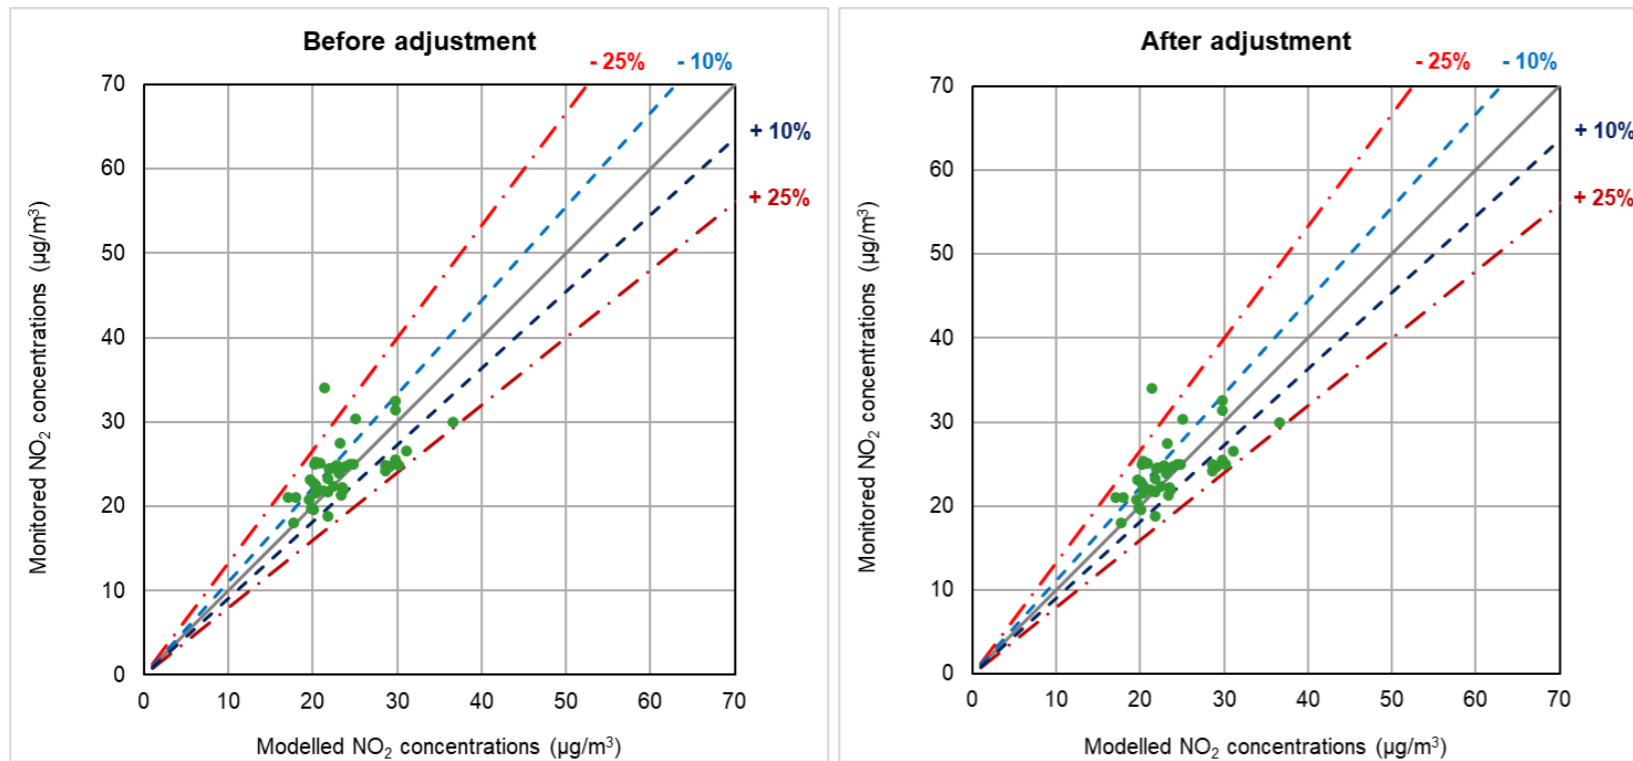 Before adjustment
- 25% - 10%
70
60
50
40
30
20
10
0
+ 10%
+ 25%
Monitored NO₂ concentrations (µg/m³)
0 10 20 30 40 50 60 70
Modelled NO₂ concentrations (µg/m³)
After adjustment
- 25% - 10%
70
60
50
40
30
20
10
0
+ 10%
+ 25%
Monitored NO₂ concentrations (µg/m³)
0 10 20 30 40 50 60 70
Modelled NO₂ concentrations (µg/m³)